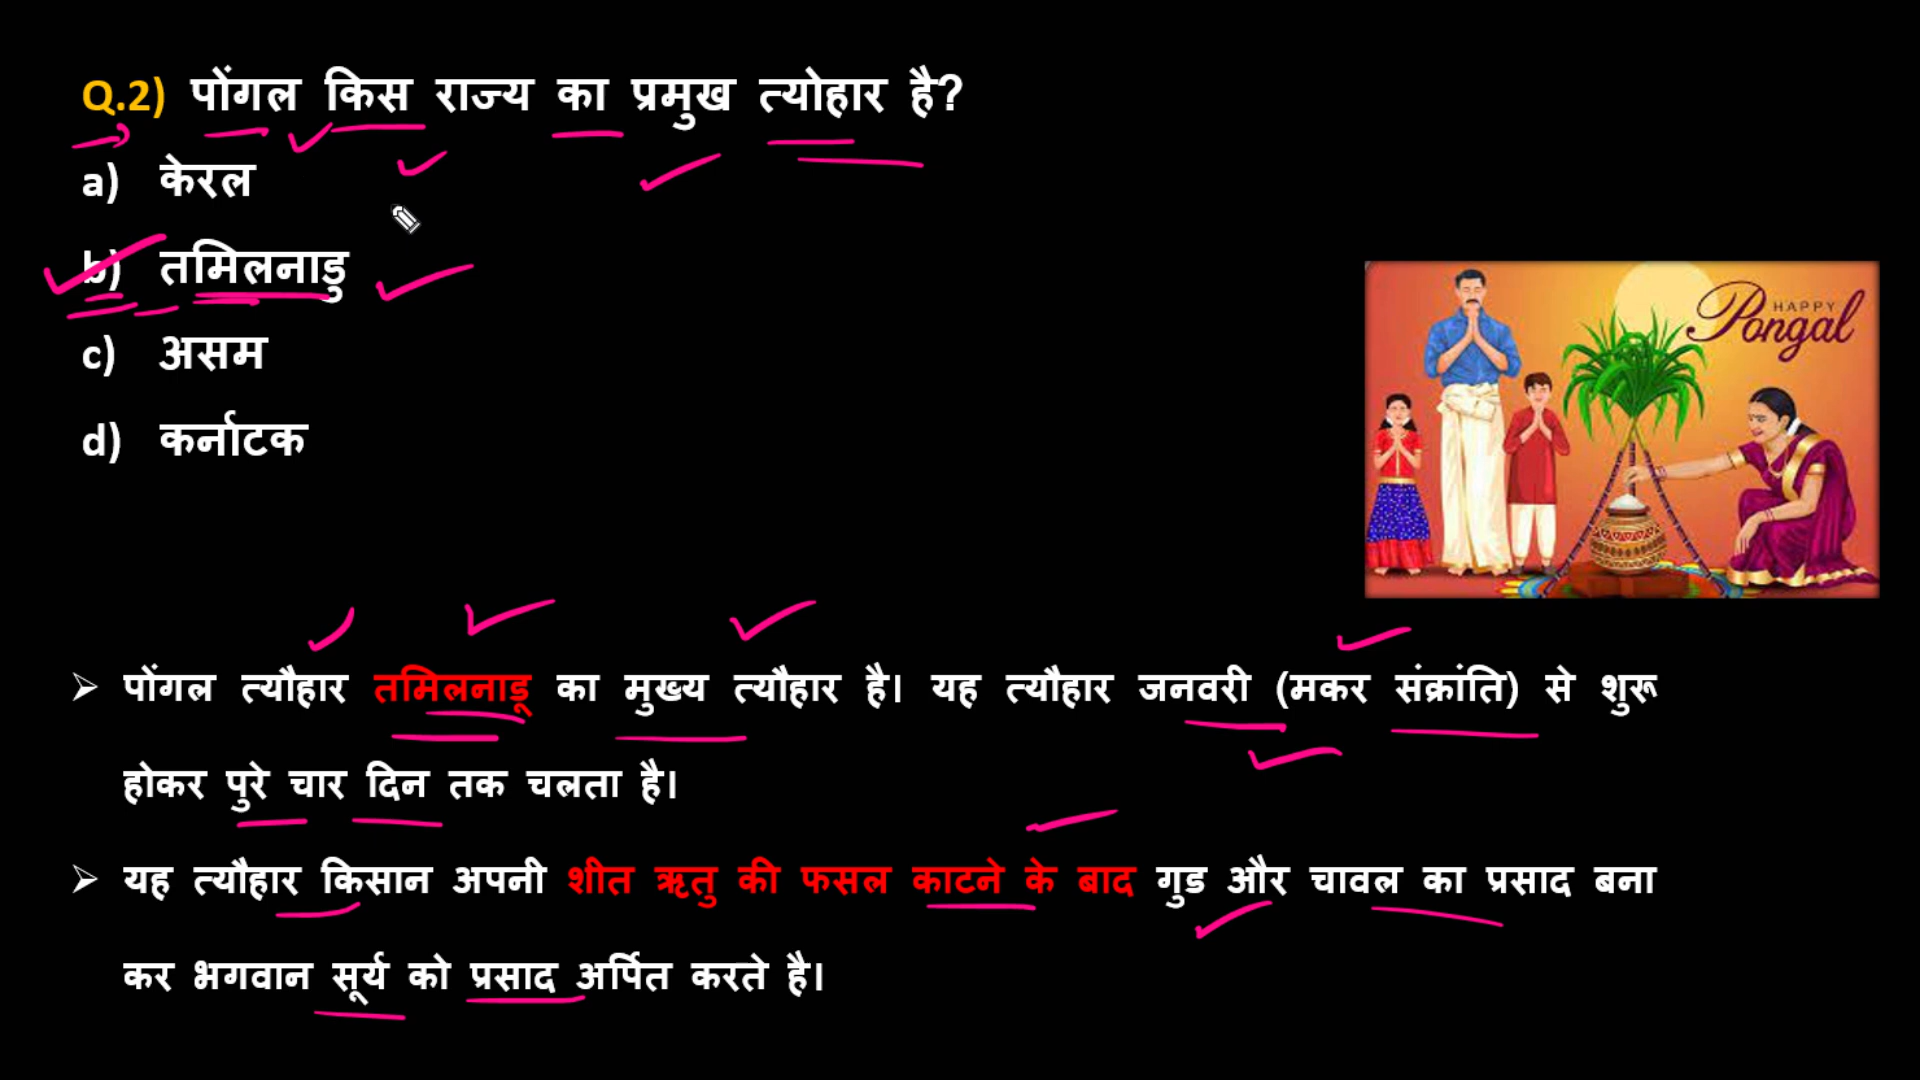 Q.2) पोंगल किस राज्य का प्रमुख त्योहार है?
a) केरल
b) तमिलनाडु
c) असम
d) कर्नाटक
HAPPY
Pongal
➢ पोंगल त्यौहार तमिलनाडू का मुख्य त्यौहार है। यह त्यौहार जनवरी (मकर संक्रांति) से शुरू
होकर पुरे चार दिन तक चलता है।
➢ यह त्यौहार किसान अपनी शीत ऋतु की फसल काटने के बाद गुड और चावल का प्रसाद बना
कर भगवान सूर्य को प्रसाद अर्पित करते है।